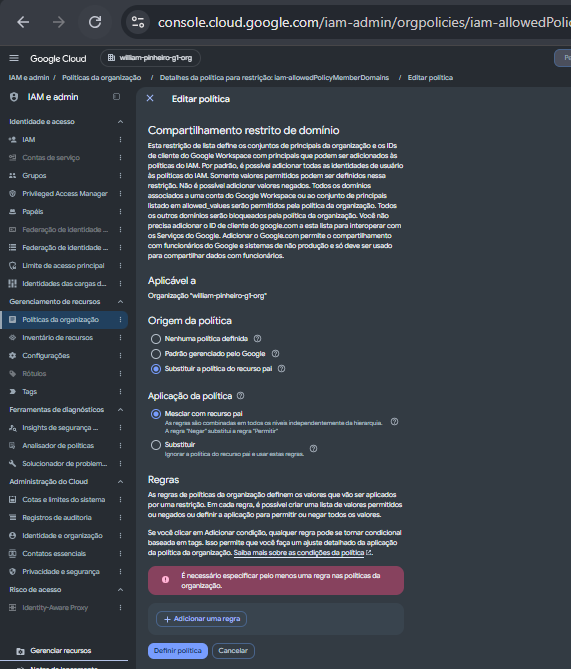 console.cloud.google.com/iam-admin/orgpolicies/iam-allowedPolic
Google Cloud
william-pinheiro-g1-org
IAM e admin / Políticas da organização / Detalhes da política para restrição: iam-allowedPolicyMemberDomains / Editar política
IAM e admin
Editar política
Identidade e acesso
IAM
Contas de serviço
Grupos
Privileged Access Manager
Papéis
Federação de identidade ...
Federação de identidade ...
Limite de acesso principal
Identidades das cargas d...
Gerenciamento de recursos
Políticas da organização
Inventário de recursos
Configurações
Rótulos
Tags
Ferramentas de diagnósticos
Insights de segurança ...
Analisador de políticas
Solucionador de problem...
Administração do Cloud
Cotas e limites do sistema
Registros de auditoria
Identidade e organização
Contatos essenciais
Privacidade e segurança
Risco de acesso
Identity-Aware Proxy
Gerenciar recursos
Compartilhamento restrito de domínio
Esta restrição de lista define os conjuntos de principais da organização e os IDs
de cliente do Google Workspace com principais que podem ser adicionados às
políticas do IAM. Por padrão, é possível adicionar todas as identidades de usuário
às políticas do IAM. Somente valores permitidos podem ser definidos nessa
restrição. Não é possível adicionar valores negados. Todos os domínios
associados a uma conta do Google Workspace ou ao conjunto de principais
listado em allowed_values serão permitidos pela política da organização. Todos
os outros domínios serão bloqueados pela política da organização. Você não
precisa adicionar o ID de cliente do google.com a esta lista para interoperar com
os Serviços do Google. Adicionar o Google.com permite o compartilhamento
com funcionários do Google e sistemas de não produção e só deve ser usado
para compartilhar dados com funcionários.
Aplicável a
Organização "william-pinheiro-g1-org"
Origem da política
Nenhuma política definida
Padrão gerenciado pelo Google
Substituir a política do recurso pai
Aplicação da política
Mesclar com recurso pai
As regras são combinadas em todos os níveis independentemente da hierarquia.
A regra "Negar" substitui a regra "Permitir"
Substituir
Ignorar a política do recurso pai e usar estas regras.
Regras
As regras de políticas da organização definem os valores que vão ser aplicados
por uma restrição. Em cada regra, é possível criar uma lista de valores permitidos
ou negados ou definir a aplicação para permitir ou negar todos os valores.
Se você clicar em Adicionar condição, qualquer regra pode se tornar condicional
baseada em tags. Isso permite que você faça um ajuste detalhado da aplicação
da política da organização. Saiba mais sobre as condições da política
É necessário especificar pelo menos uma regra nas políticas da
organização.
+ Adicionar uma regra
Definir política
Cancelar